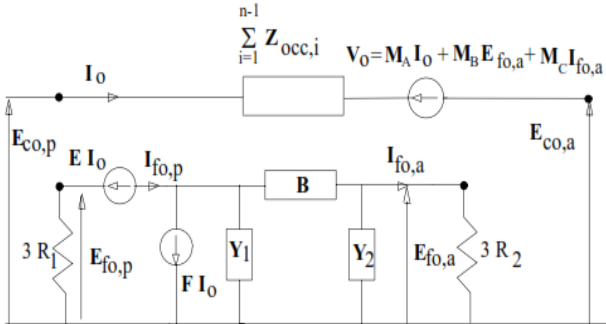 n-1
∑ Z_occ,i
i=1
V_o=M_A I_o + M_B E_fo,a + M_C I_fo,a
I_o
E_co,p
E_co,a
E I_o
I_fo,p
B
I_fo,a
3 R_1
E_fo,p
F I_o
Y_1
Y_2
E_fo,a
3 R_2